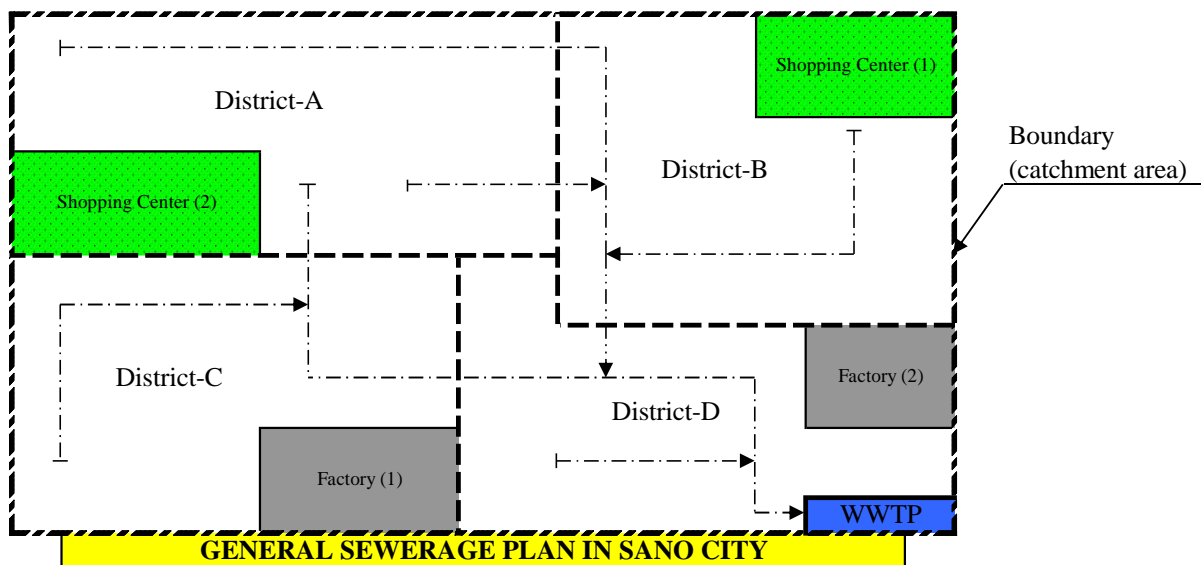 Shopping Center (1)
District-A
Boundary
(catchment area)
District-B
Shopping Center (2)
District-C
Factory (2)
District-D
Factory (1)
WWTP
GENERAL SEWERAGE PLAN IN SANO CITY